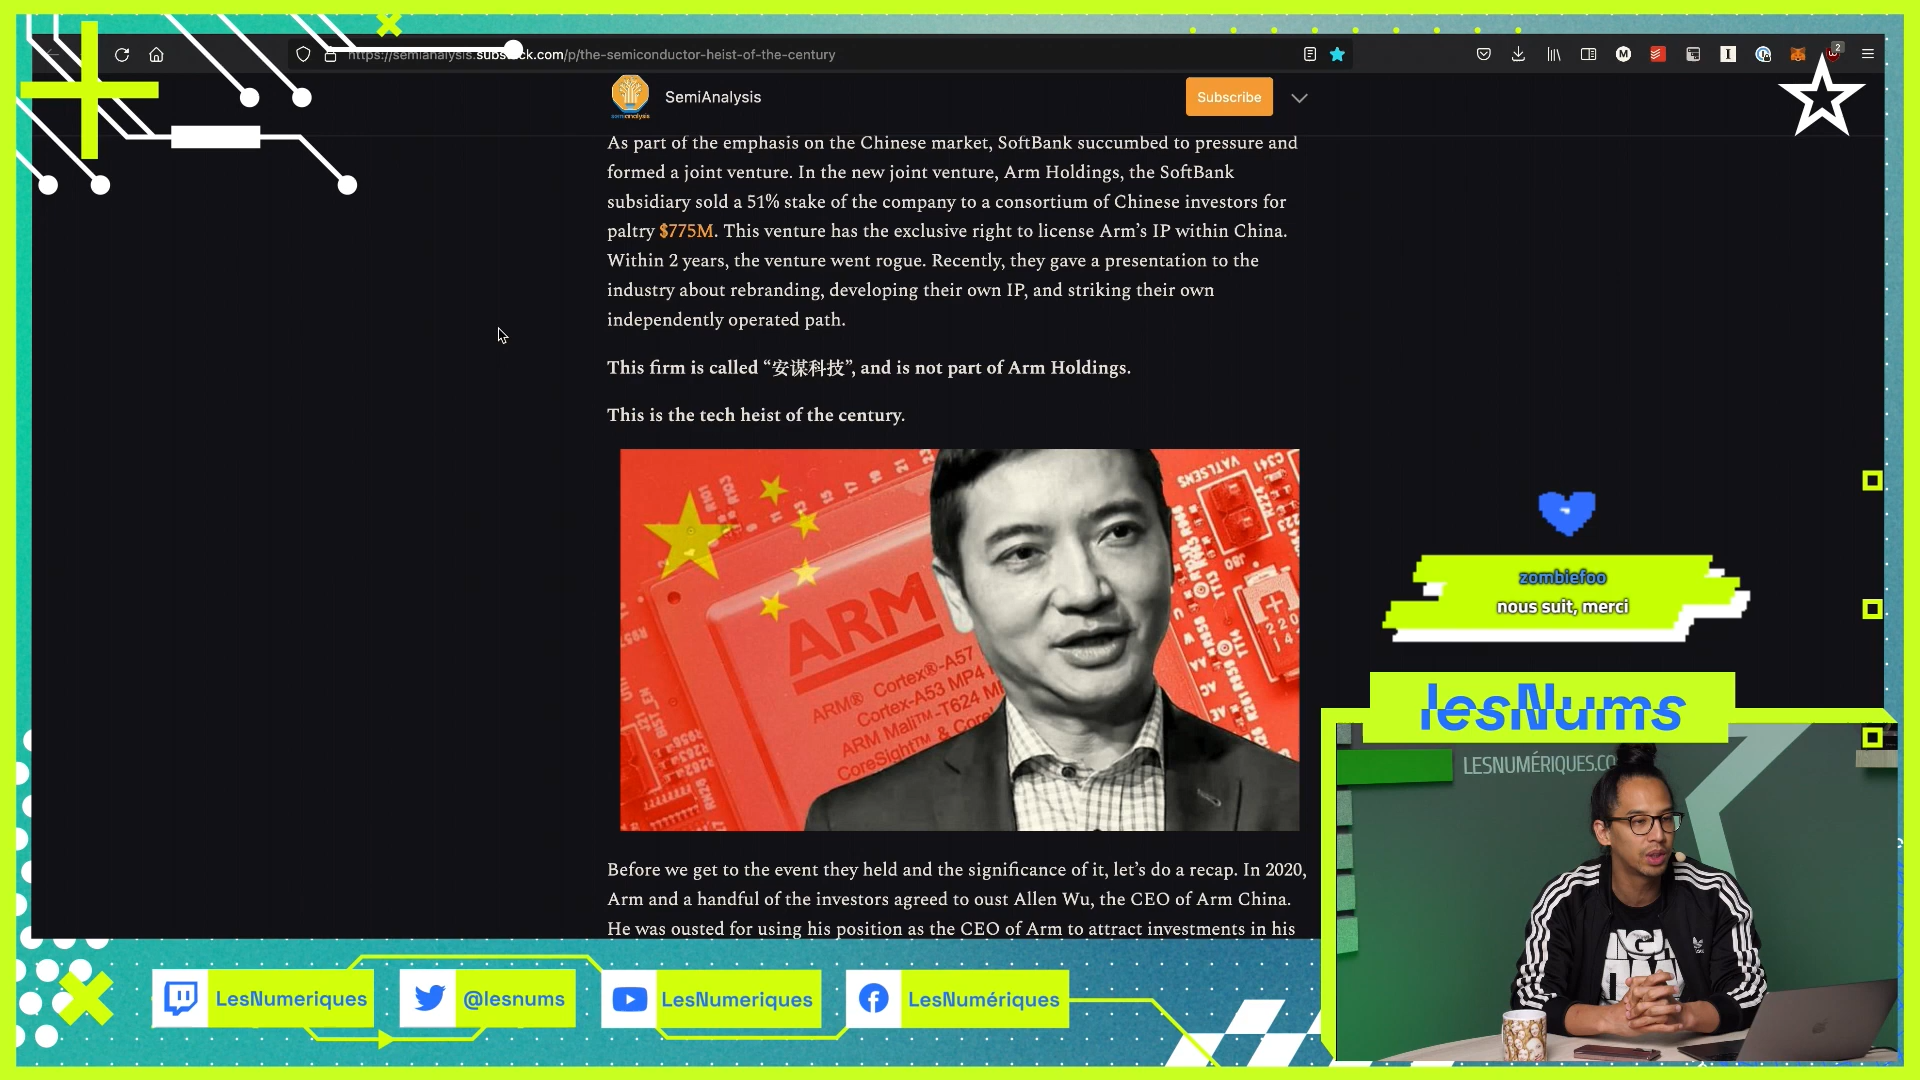 https://semianalysis.substack.com/p/the-semiconductor-heist-of-the-century
M
I
2
SemiAnalysis
Subscribe
As part of the emphasis on the Chinese market, SoftBank succumbed to pressure and
formed a joint venture. In the new joint venture, Arm Holdings, the SoftBank
subsidiary sold a 51% stake of the company to a consortium of Chinese investors for
paltry $775M. This venture has the exclusive right to license Arm’s IP within China.
Within 2 years, the venture went rogue. Recently, they gave a presentation to the
industry about rebranding, developing their own IP, and striking their own
independently operated path.
This firm is called “安谋科技”, and is not part of Arm Holdings.
This is the tech heist of the century.
ARM
ARM® Cortex®-A57
Cortex-A53 MP4
ARM Mali™-T624 M
CoreSight™ & Core
Before we get to the event they held and the significance of it, let’s do a recap. In 2020,
Arm and a handful of the investors agreed to oust Allen Wu, the CEO of Arm China.
He was ousted for using his position as the CEO of Arm to attract investments in his
zombiefoo
nous suit, merci
lesNums
LESNUMÉRIQUES.CO
LesNumeriques
@lesnums
LesNumeriques
LesNumériques